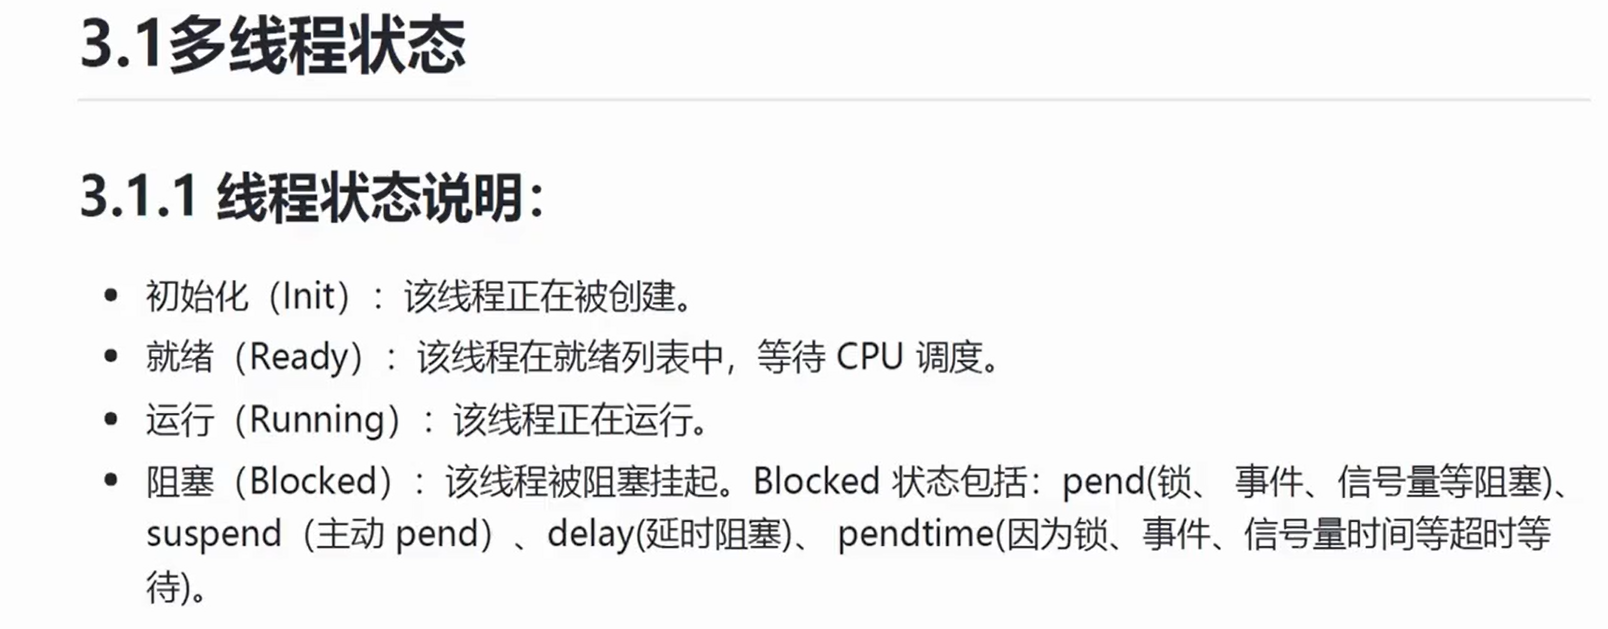 3.1多线程状态
3.1.1 线程状态说明：
• 初始化（Init）：该线程正在被创建。
• 就绪（Ready）：该线程在就绪列表中，等待 CPU 调度。
• 运行（Running）：该线程正在运行。
• 阻塞（Blocked）：该线程被阻塞挂起。Blocked 状态包括：pend(锁、 事件、信号量等阻塞)、
suspend（主动 pend）、delay(延时阻塞)、 pendtime(因为锁、事件、信号量时间等超时等
待)。